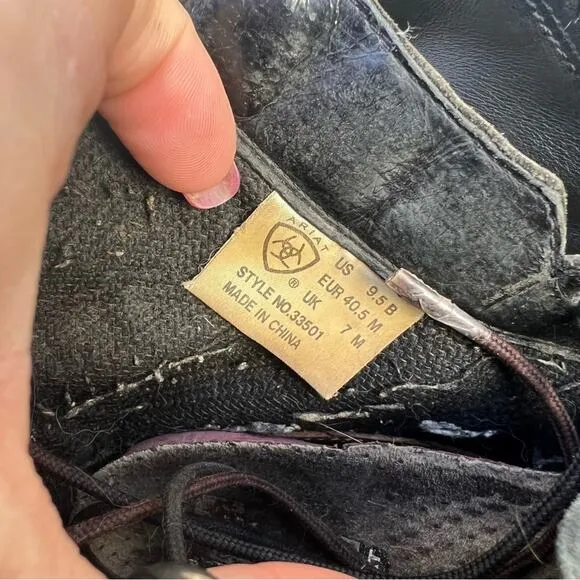 ARIAT
®
US 9.5 B
EUR 40.5 M
UK 7 M
STYLE NO.33501
MADE IN CHINA